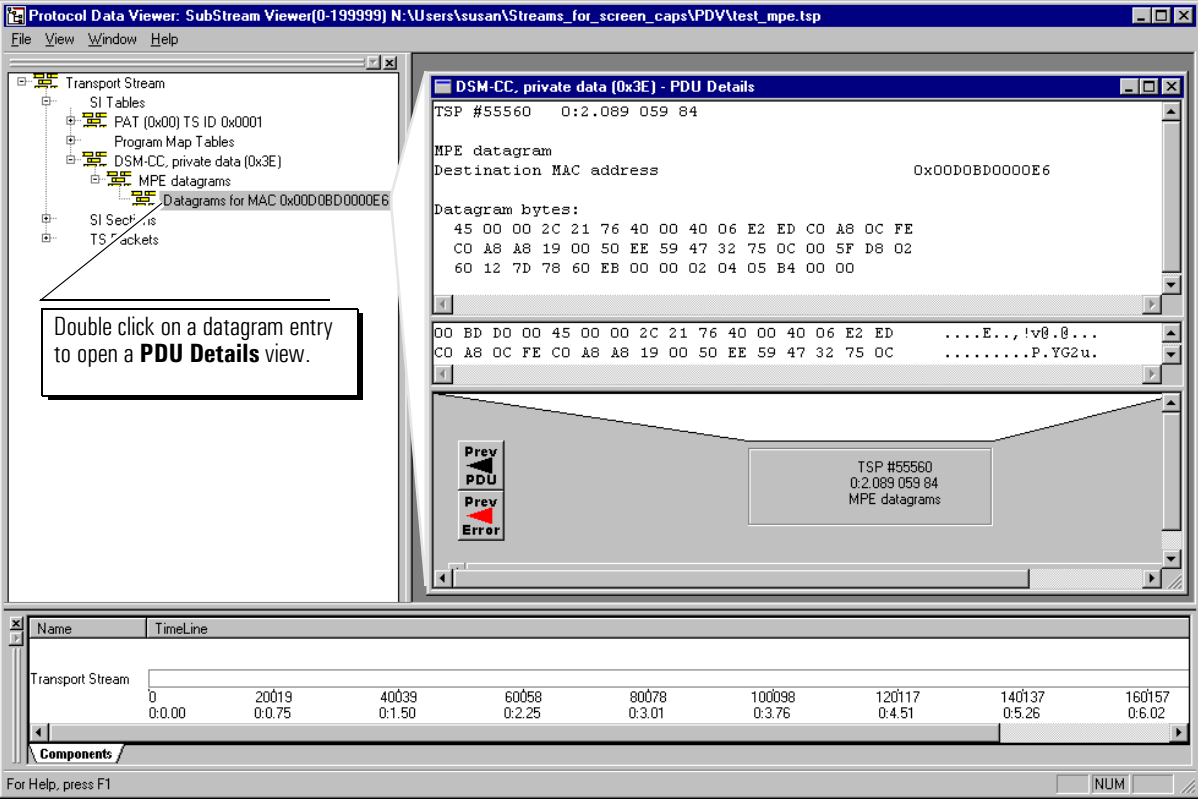 Protocol Data Viewer: SubStream Viewer(0-199999) N:\Users\susan\Streams_for_screen_caps\PDV\test_mpe.tsp
File View Window Help
Transport Stream
SI Tables
PAT (0x00) TS ID 0x0001
Program Map Tables
DSM-CC, private data (0x3E)
MPE datagrams
Datagrams for MAC 0x00D0BD0000E6
SI Sections
TS Packets
Double click on a datagram entry
to open a PDU Details view.
DSM-CC, private data (0x3E) - PDU Details
TSP #55560 0:2.089 059 84
MPE datagram
Destination MAC address 0x00D0BD0000E6
Datagram bytes:
45 00 00 2C 21 76 40 00 40 06 E2 ED C0 A8 0C FE
C0 A8 A8 19 00 50 EE 59 47 32 75 0C 00 5F D8 02
60 12 7D 78 60 EB 00 00 02 04 05 B4 00 00
00 BD D0 00 45 00 00 2C 21 76 40 00 40 06 E2 ED ....E..,!v@.@...
C0 A8 0C FE C0 A8 A8 19 00 50 EE 59 47 32 75 0C .........P.YG2u.
Prev
PDU
Prev
Error
TSP #55560
0:2.089 059 84
MPE datagrams
Name TimeLine
Transport Stream
0 20019 40039 60058 80078 100098 120117 140137 160157
0:0.00 0:0.75 0:1.50 0:2.25 0:3.01 0:3.76 0:4.51 0:5.26 0:6.02
Components
For Help, press F1
NUM